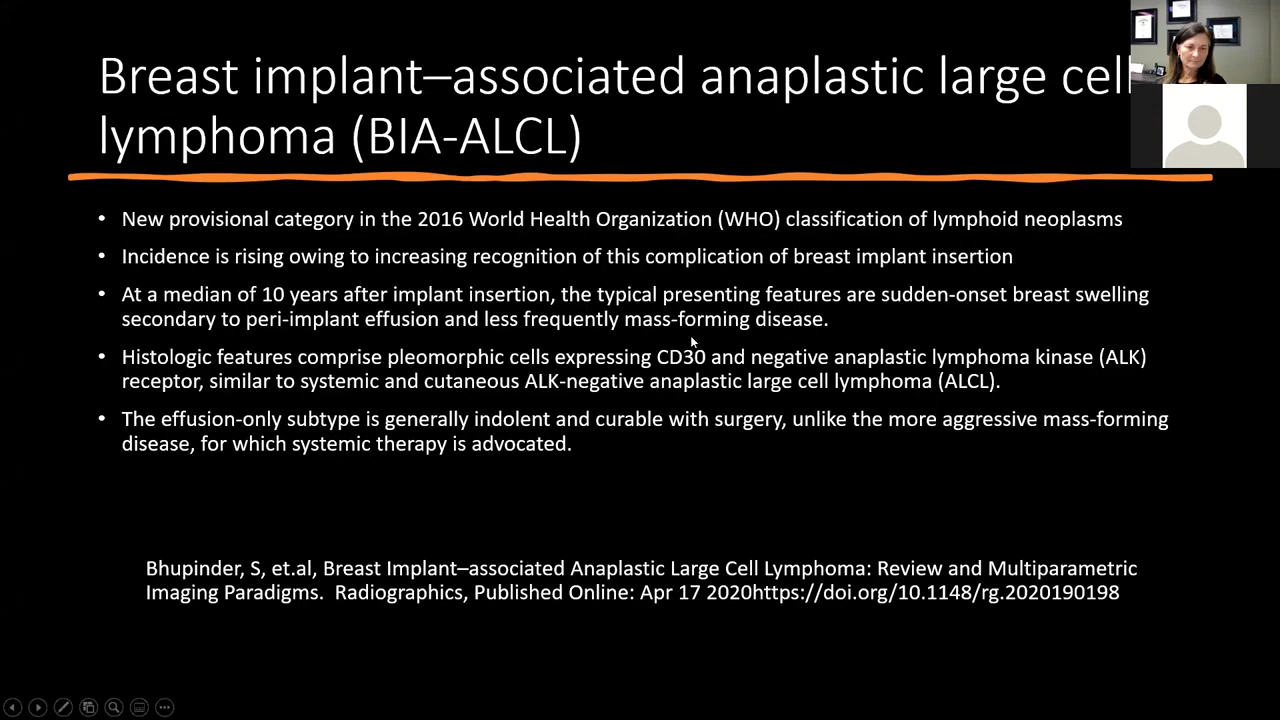 Breast implant–associated anaplastic large cell
lymphoma (BIA-ALCL)
• New provisional category in the 2016 World Health Organization (WHO) classification of lymphoid neoplasms
• Incidence is rising owing to increasing recognition of this complication of breast implant insertion
• At a median of 10 years after implant insertion, the typical presenting features are sudden-onset breast swelling
secondary to peri-implant effusion and less frequently mass-forming disease.
• Histologic features comprise pleomorphic cells expressing CD30 and negative anaplastic lymphoma kinase (ALK)
receptor, similar to systemic and cutaneous ALK-negative anaplastic large cell lymphoma (ALCL).
• The effusion-only subtype is generally indolent and curable with surgery, unlike the more aggressive mass-forming
disease, for which systemic therapy is advocated.
Bhupinder, S, et.al, Breast Implant–associated Anaplastic Large Cell Lymphoma: Review and Multiparametric
Imaging Paradigms. Radiographics, Published Online: Apr 17 2020https://doi.org/10.1148/rg.2020190198